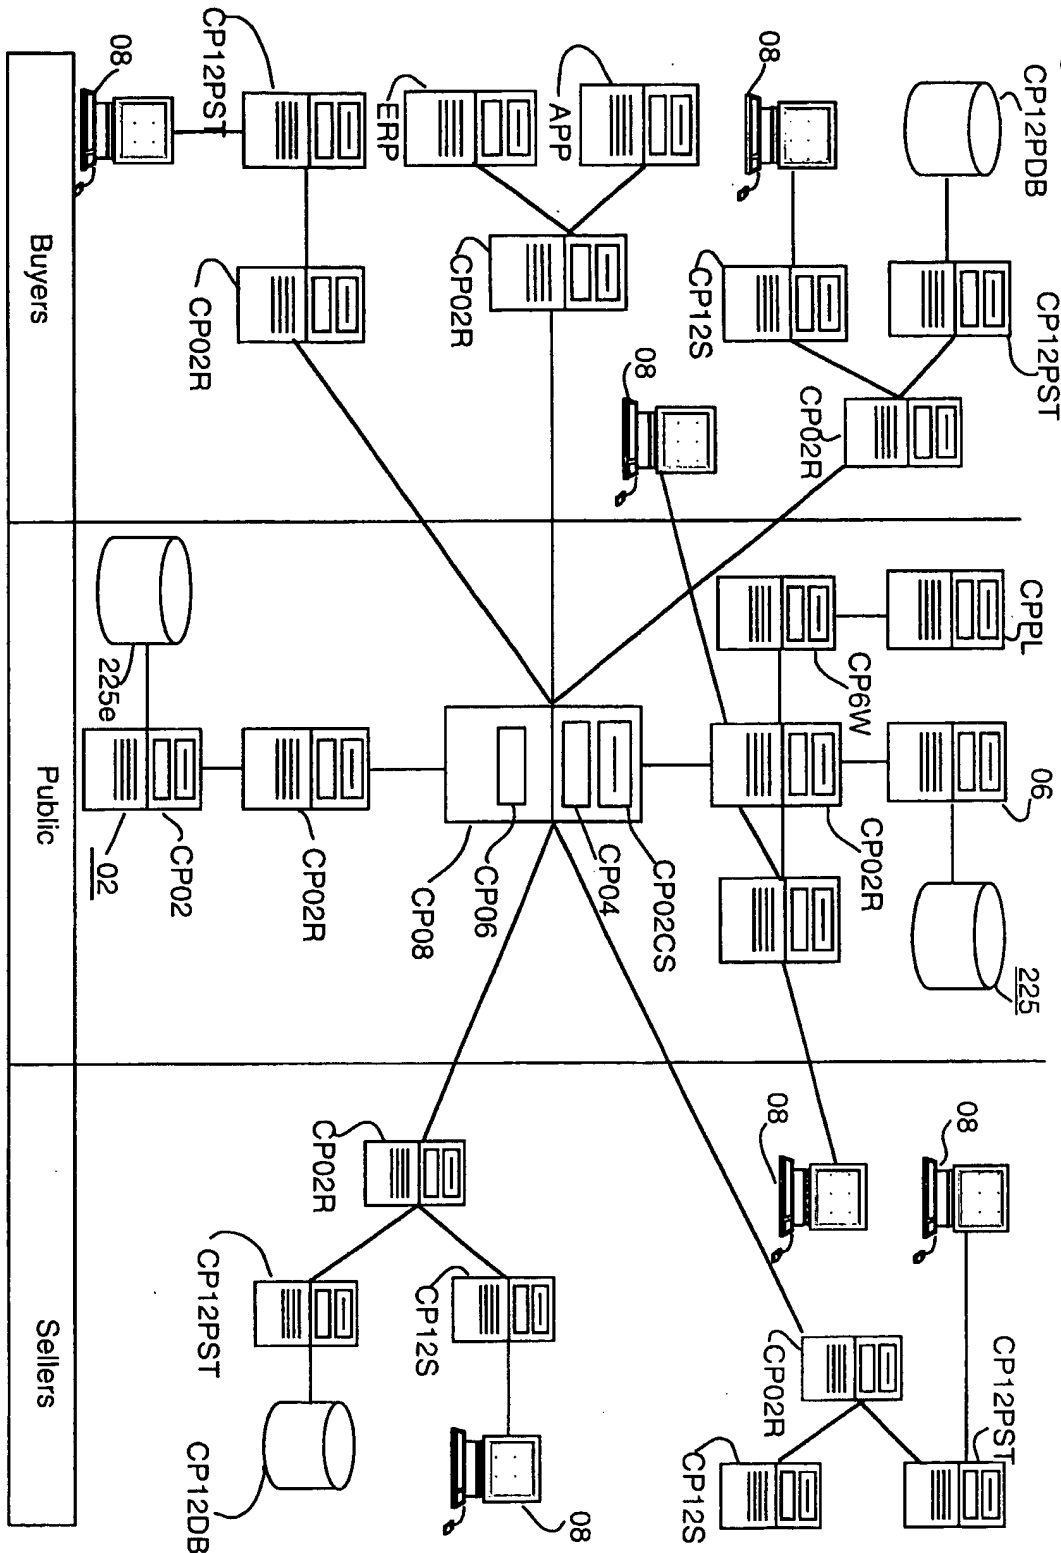 CP12PDB
CP12PST
08
CP12S
CP02R
APP
ERP
CP02R
08
CP12PST
08
CP02R
CPPL
CP6W
06
225
CP02R
CP02CS
CP04
CP06
CP08
CP02R
225e
CP02
02
08
08
CP12PST
CP02R
CP12S
CP02R
CP12S
08
CP12PST
CP12DB
Buyers
Public
Sellers